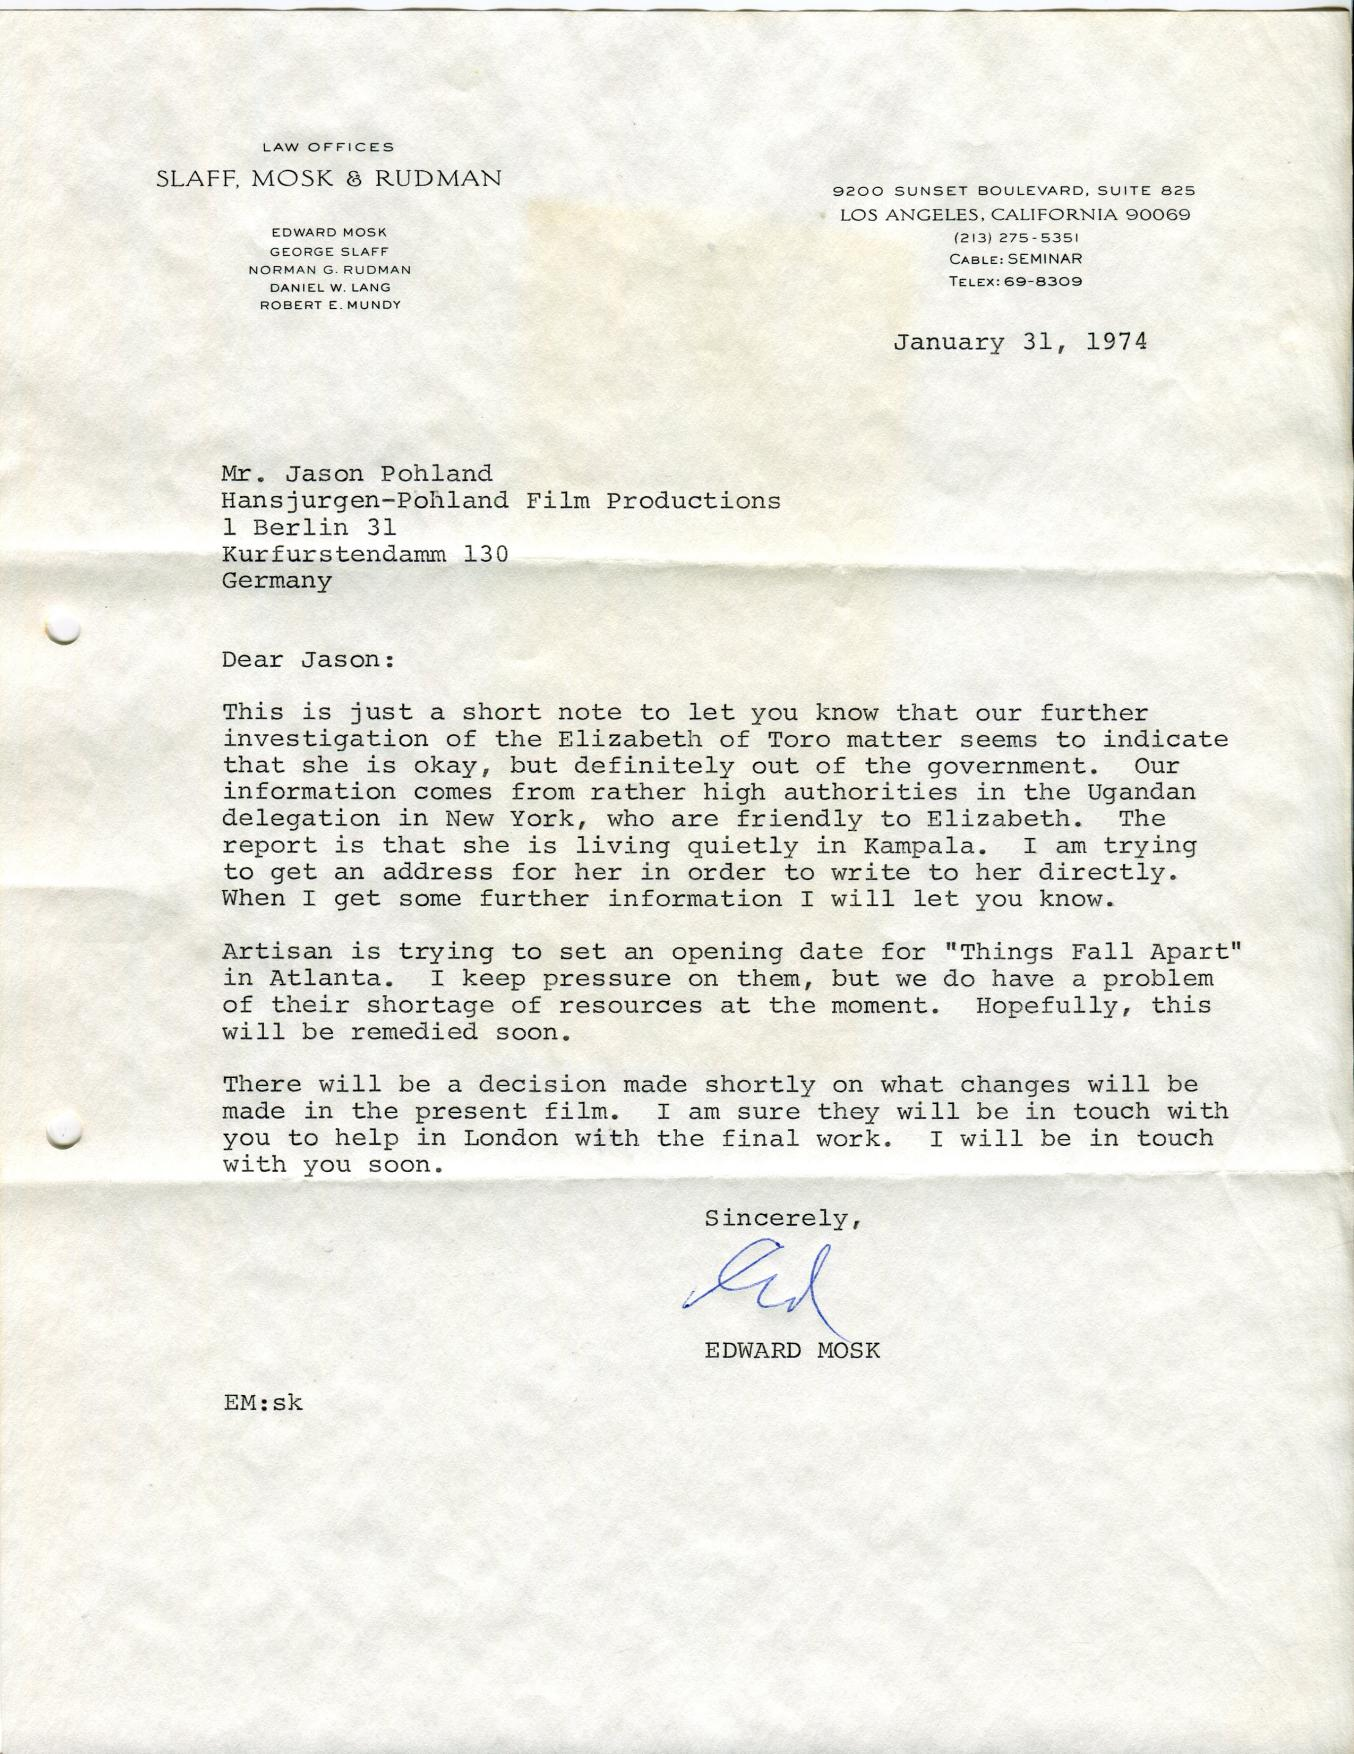 LAW OFFICES
SLAFF, MOSK & RUDMAN
EDWARD MOSK
GEORGE SLAFF
NORMAN G. RUDMAN
DANIEL W. LANG
ROBERT E. MUNDY
9200 SUNSET BOULEVARD, SUITE 825
LOS ANGELES, CALIFORNIA 90069
(213) 275-5351
CABLE: SEMINAR
TELEX: 69-8309
January 31, 1974
Mr. Jason Pohland
Hansjurgen-Pohland Film Productions
1 Berlin 31
Kurfurstendamm 130
Germany
Dear Jason:
This is just a short note to let you know that our further
investigation of the Elizabeth of Toro matter seems to indicate
that she is okay, but definitely out of the government. Our
information comes from rather high authorities in the Ugandan
delegation in New York, who are friendly to Elizabeth. The
report is that she is living quietly in Kampala. I am trying
to get an address for her in order to write to her directly.
When I get some further information I will let you know.
Artisan is trying to set an opening date for "Things Fall Apart"
in Atlanta. I keep pressure on them, but we do have a problem
of their shortage of resources at the moment. Hopefully, this
will be remedied soon.
There will be a decision made shortly on what changes will be
made in the present film. I am sure they will be in touch with
you to help in London with the final work. I will be in touch
with you soon.
Sincerely,
Ed
EDWARD MOSK
EM:sk